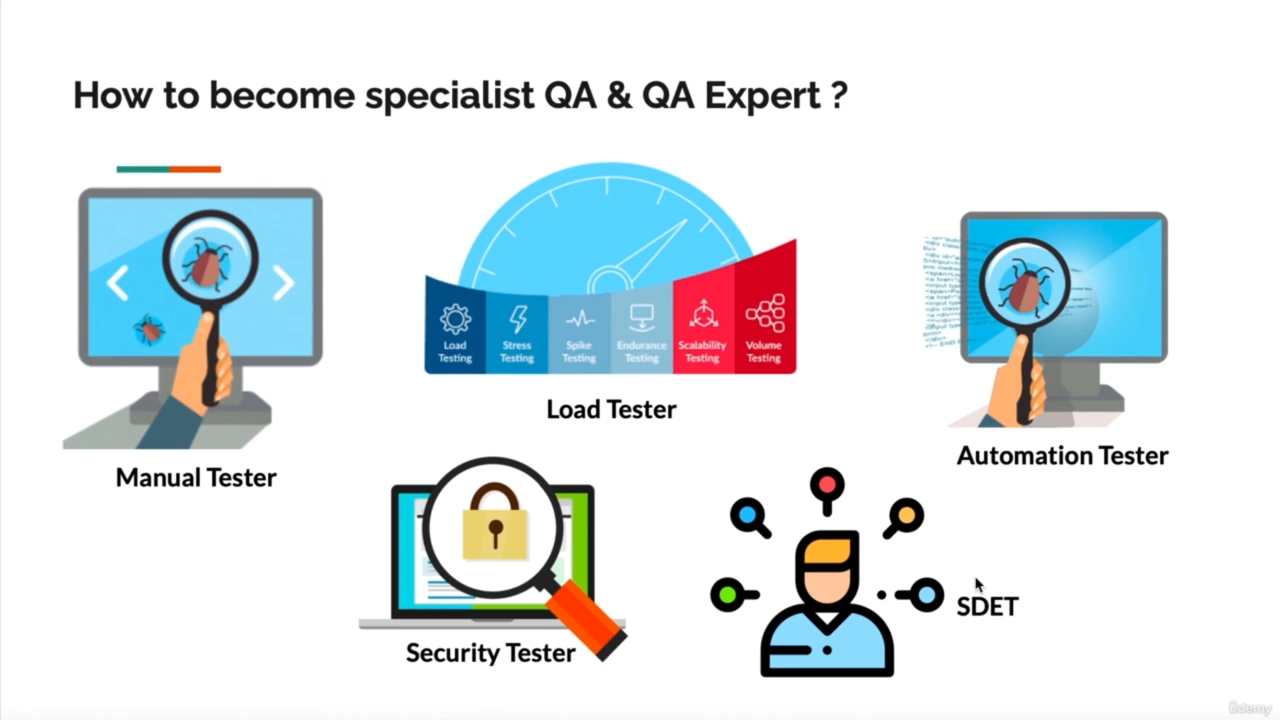 How to become specialist QA & QA Expert ?
Load
Testing
Stress
Testing
Spike
Testing
Endurance
Testing
Scalability
Testing
Volume
Testing
Load Tester
Automation Tester
Manual Tester
SDET
Security Tester
ûdemy